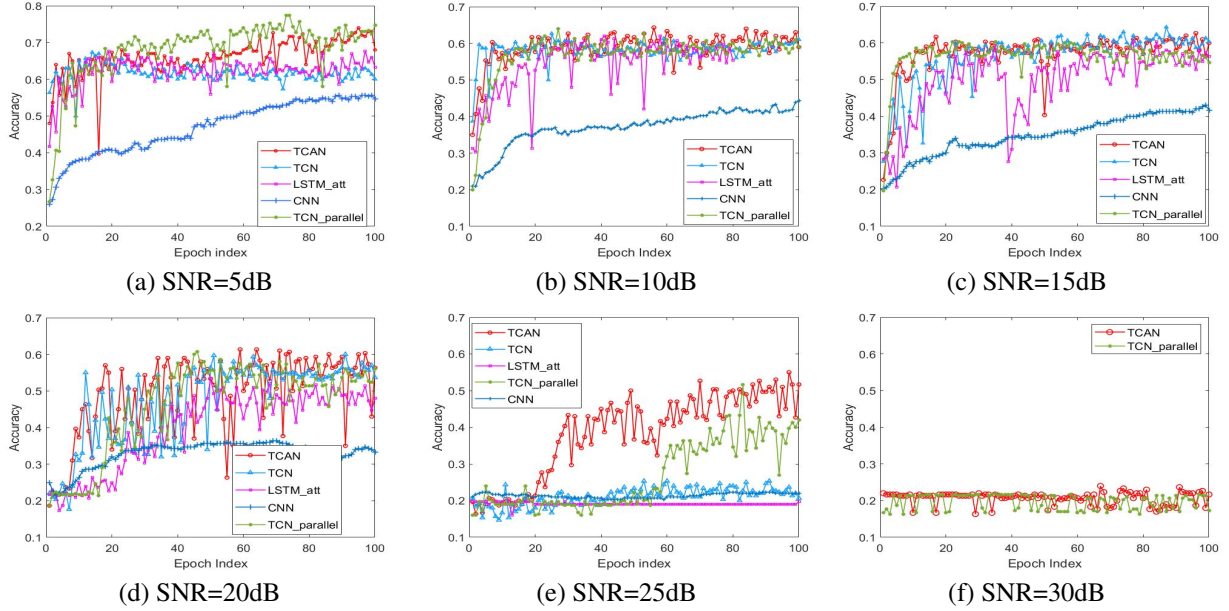 0.8
0.7
0.6
0.5
0.4
0.3
0.2
Accuracy
0 20 40 60 80 100
Epoch index
TCAN
TCN
LSTM_att
CNN
TCN_parallel
(a) SNR=5dB
0.7
0.6
0.5
0.4
0.3
0.2
0.1
Accuracy
0 20 40 60 80 100
Epoch Index
TCAN
TCN
LSTM_att
CNN
TCN_parallel
(b) SNR=10dB
0.7
0.6
0.5
0.4
0.3
0.2
0.1
Accuracy
0 20 40 60 80 100
Epoch Index
TCAN
TCN
LSTM_att
CNN
TCN_parallel
(c) SNR=15dB
0.7
0.6
0.5
0.4
0.3
0.2
0.1
Accuracy
0 20 40 60 80 100
Epoch Index
TCAN
TCN
LSTM_att
CNN
TCN_parallel
(d) SNR=20dB
0.7
0.6
0.5
0.4
0.3
0.2
0.1
Accuracy
0 20 40 60 80 100
Epoch Index
TCAN
TCN
LSTM_att
TCN_parallel
CNN
(e) SNR=25dB
0.7
0.6
0.5
0.4
0.3
0.2
0.1
Accuracy
0 20 40 60 80 100
Epoch Index
TCAN
TCN_parallel
(f) SNR=30dB